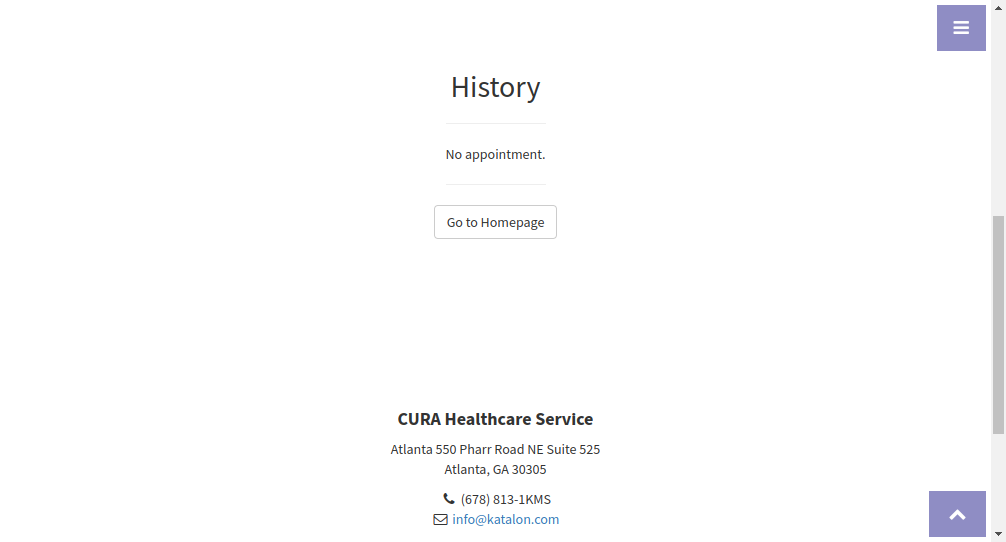 History
No appointment.
Go to Homepage
CURA Healthcare Service
Atlanta 550 Pharr Road NE Suite 525
Atlanta, GA 30305
(678) 813-1KMS
info@katalon.com